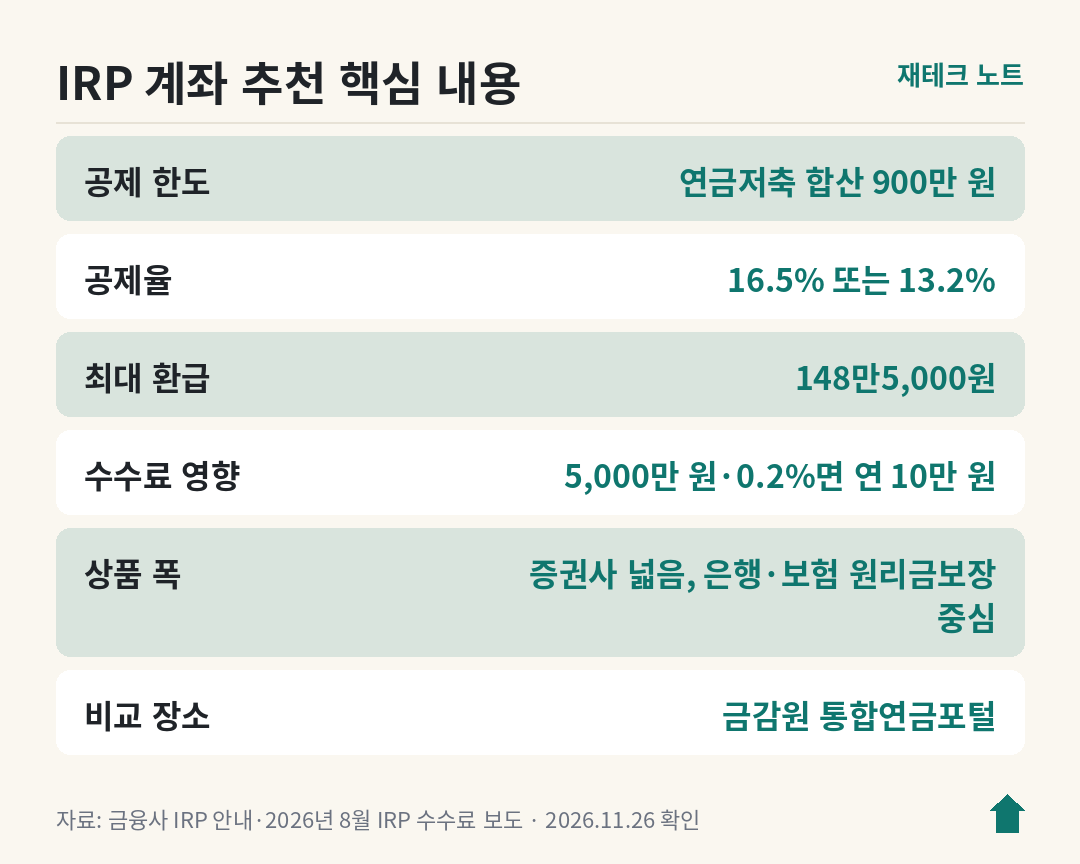 IRP 계좌 추천 핵심 내용
재테크 노트
공제 한도
연금저축 합산 900만 원
공제율
16.5% 또는 13.2%
최대 환급
148만5,000원
수수료 영향
5,000만 원·0.2%면 연 10만 원
상품 폭
증권사 넓음, 은행·보험 원리금보장
중심
비교 장소
금감원 통합연금포털
자료: 금융사 IRP 안내·2026년 8월 IRP 수수료 보도 · 2026.11.26 확인